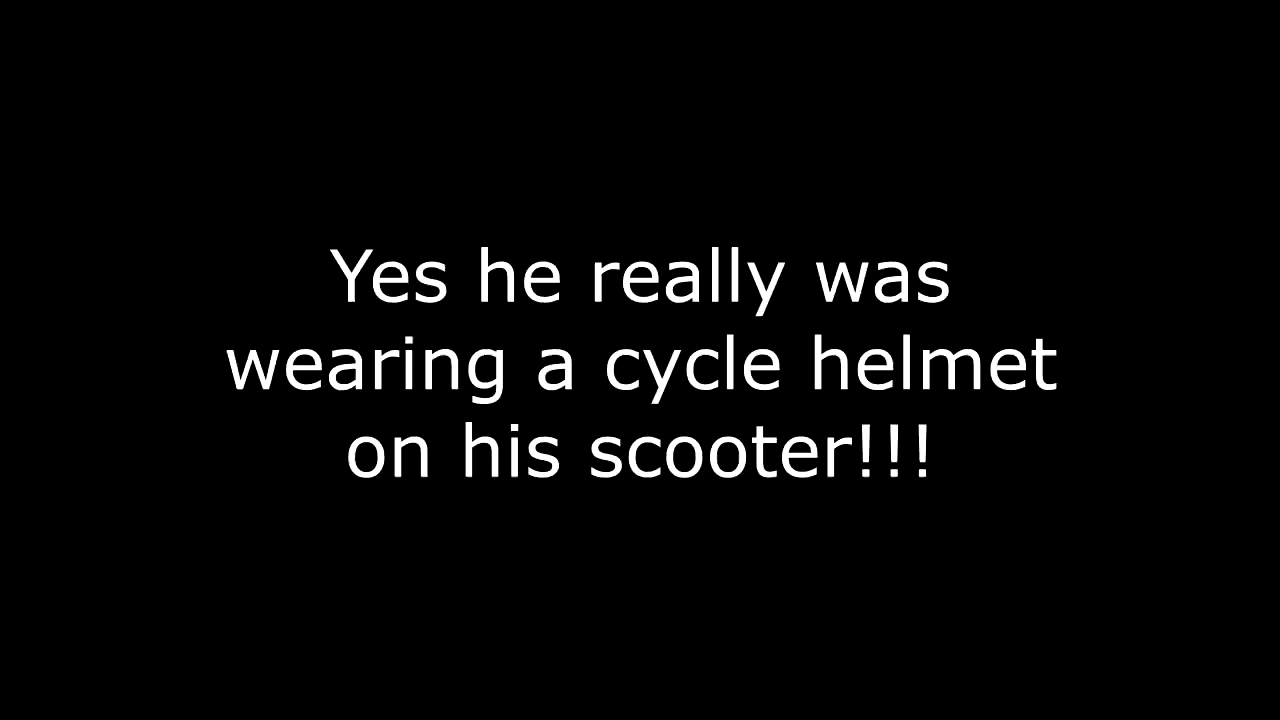 Yes he really was
wearing a cycle helmet
on his scooter!!!